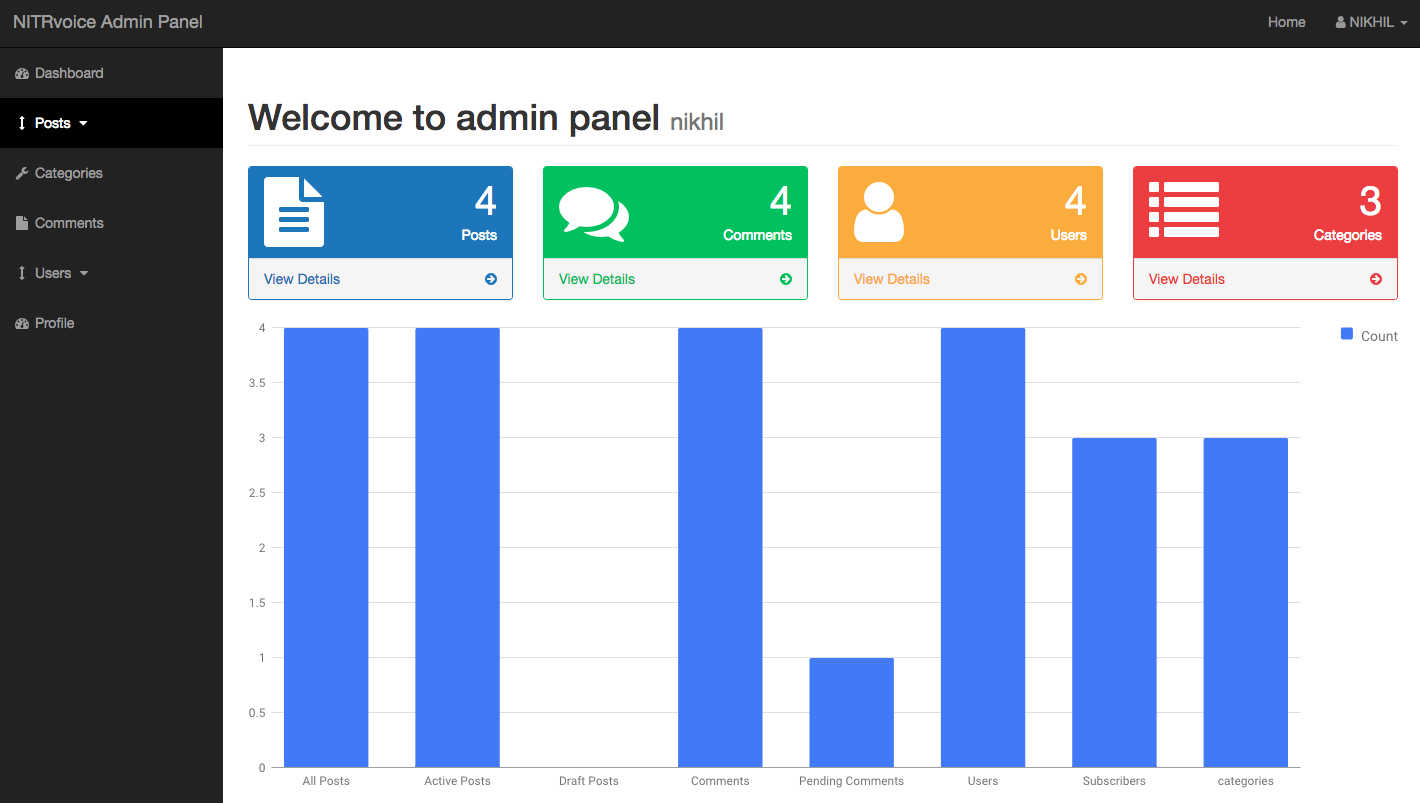 NITRvoice Admin Panel
Home
NIKHIL
Dashboard
Posts
Categories
Comments
Users
Profile
Welcome to admin panel nikhil
4
Posts
View Details
4
Comments
View Details
4
Users
View Details
3
Categories
View Details
Count
4
3.5
3
2.5
2
1.5
1
0.5
0
All Posts
Active Posts
Draft Posts
Comments
Pending Comments
Users
Subscribers
categories